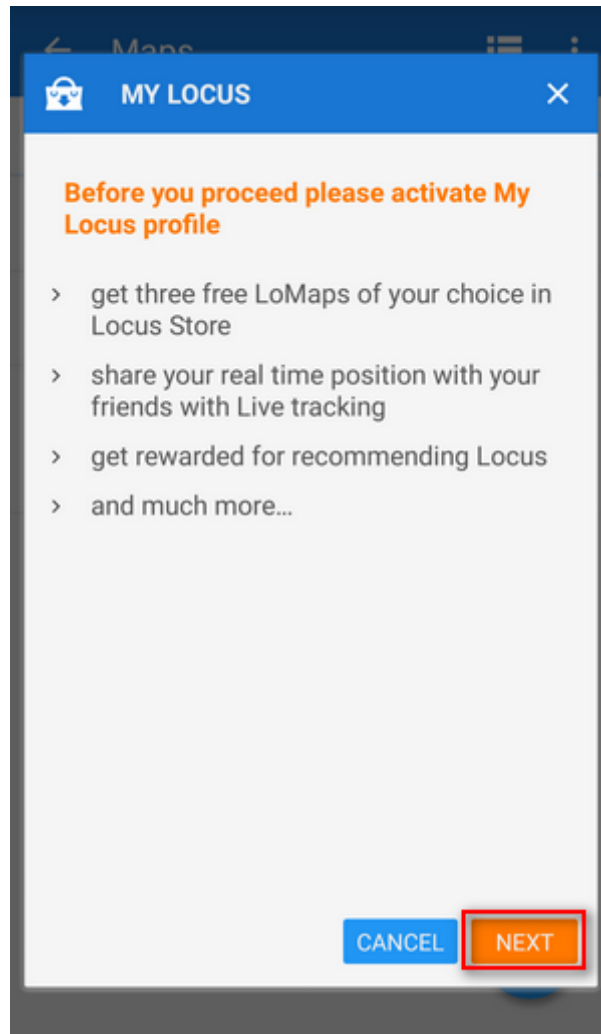 Maps
MY LOCUS
Before you proceed please activate My
Locus profile
get three free LoMaps of your choice in
Locus Store
share your real time position with your
friends with Live tracking
get rewarded for recommending Locus
and much more...
CANCEL
NEXT